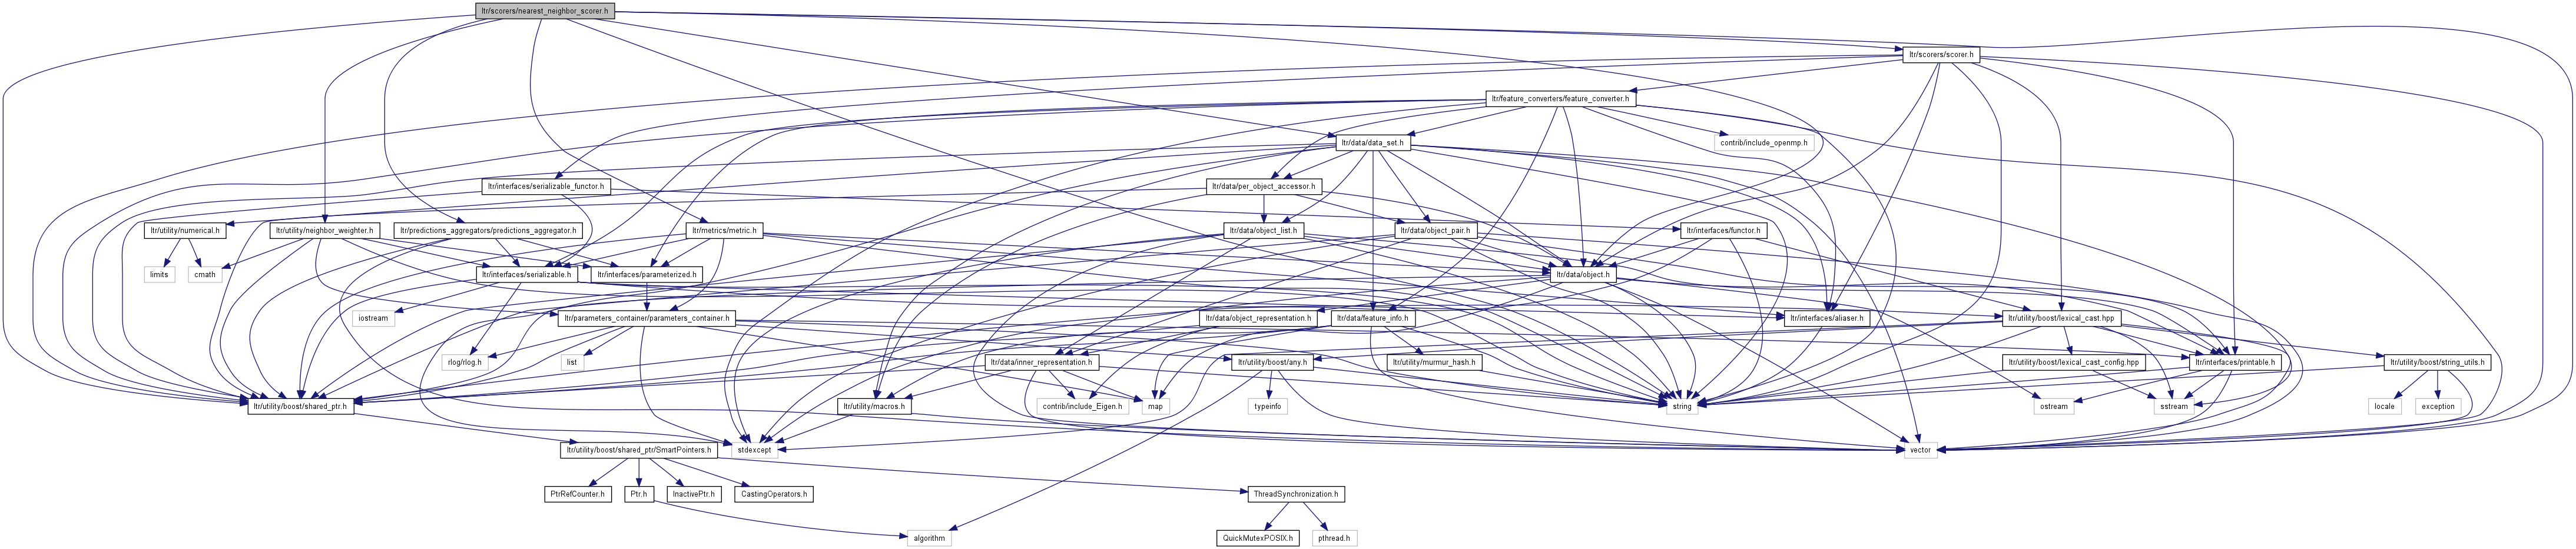 ltr/scorers/nearest_neighbor_scorer.h
ltr/scorers/scorer.h
ltr/feature_converters/feature_converter.h
ltr/data/data_set.h
contrib/include_openmp.h
ltr/interfaces/serializable_functor.h
ltr/data/per_object_accessor.h
ltr/utility/numerical.h
ltr/utility/neighbor_weighter.h
ltr/predictions_aggregators/predictions_aggregator.h
ltr/metrics/metric.h
ltr/data/object_list.h
ltr/data/object_pair.h
ltr/interfaces/functor.h
limits
cmath
ltr/interfaces/serializable.h
ltr/interfaces/parameterized.h
ltr/data/object.h
iostream
ltr/parameters_container/parameters_container.h
ltr/data/object_representation.h
ltr/data/feature_info.h
ltr/interfaces/aliaser.h
ltr/utility/boost/lexical_cast.hpp
rlog/rlog.h
list
ltr/data/inner_representation.h
ltr/utility/boost/any.h
ltr/utility/murmur_hash.h
ltr/utility/boost/lexical_cast_config.hpp
ltr/interfaces/printable.h
ltr/utility/boost/string_utils.h
ltr/utility/boost/shared_ptr.h
ltr/utility/macros.h
contrib/include_Eigen.h
map
typeinfo
string
ostream
sstream
locale
exception
ltr/utility/boost/shared_ptr/SmartPointers.h
stdexcept
vector
PtrRefCounter.h
Ptr.h
InactivePtr.h
CastingOperators.h
ThreadSynchronization.h
algorithm
QuickMutexPOSIX.h
pthread.h